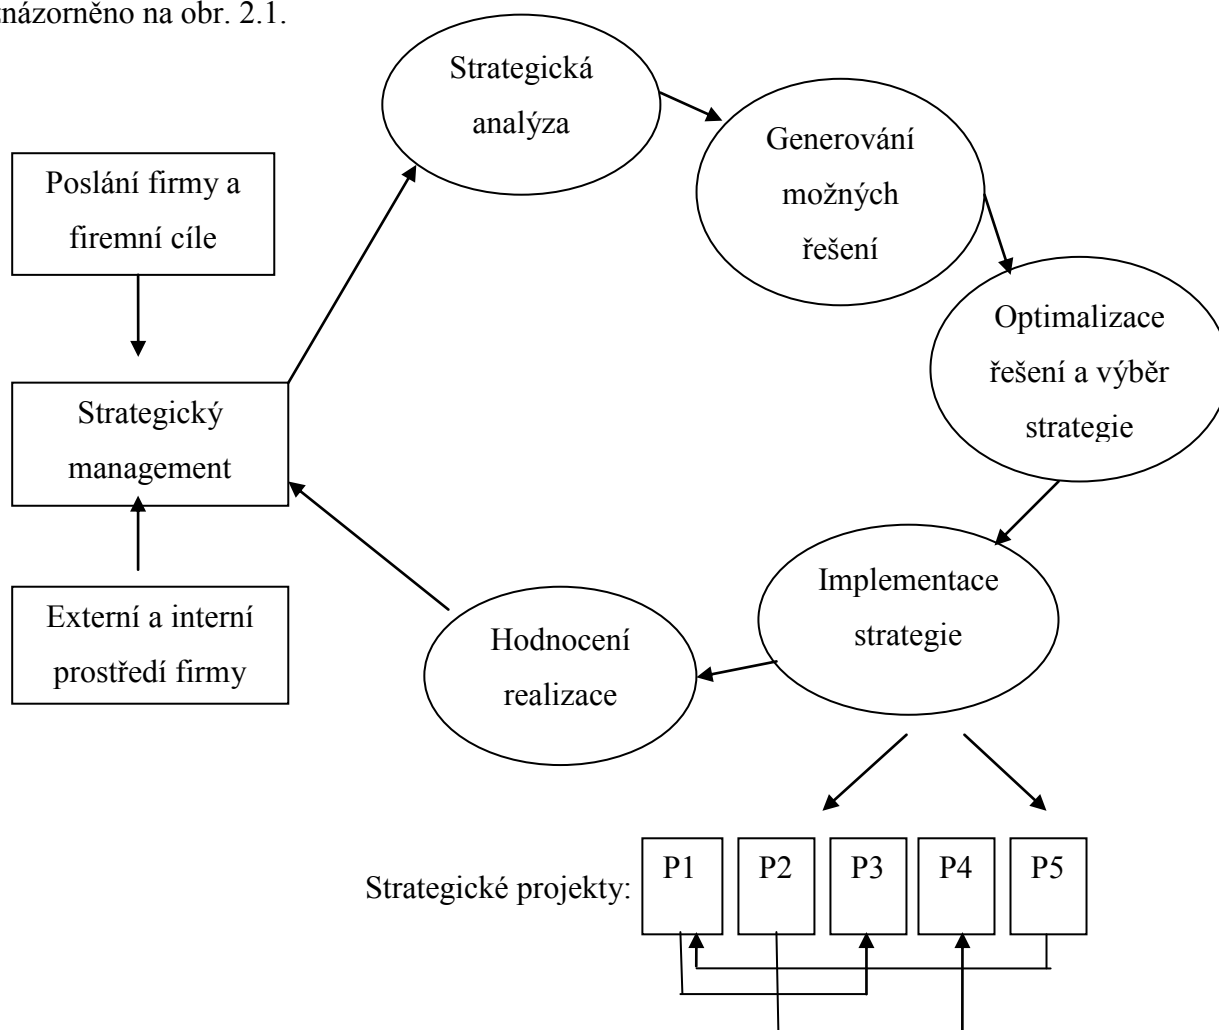 znázorněno na obr. 2.1.
Strategická
analýza
Generování
možných
řešení
Poslání firmy a
firemní cíle
Optimalizace
řešení a výběr
strategie
Strategický
management
Implementace
strategie
Externí a interní
prostředí firmy
Hodnocení
realizace
Strategické projekty:
P1
P2
P3
P4
P5